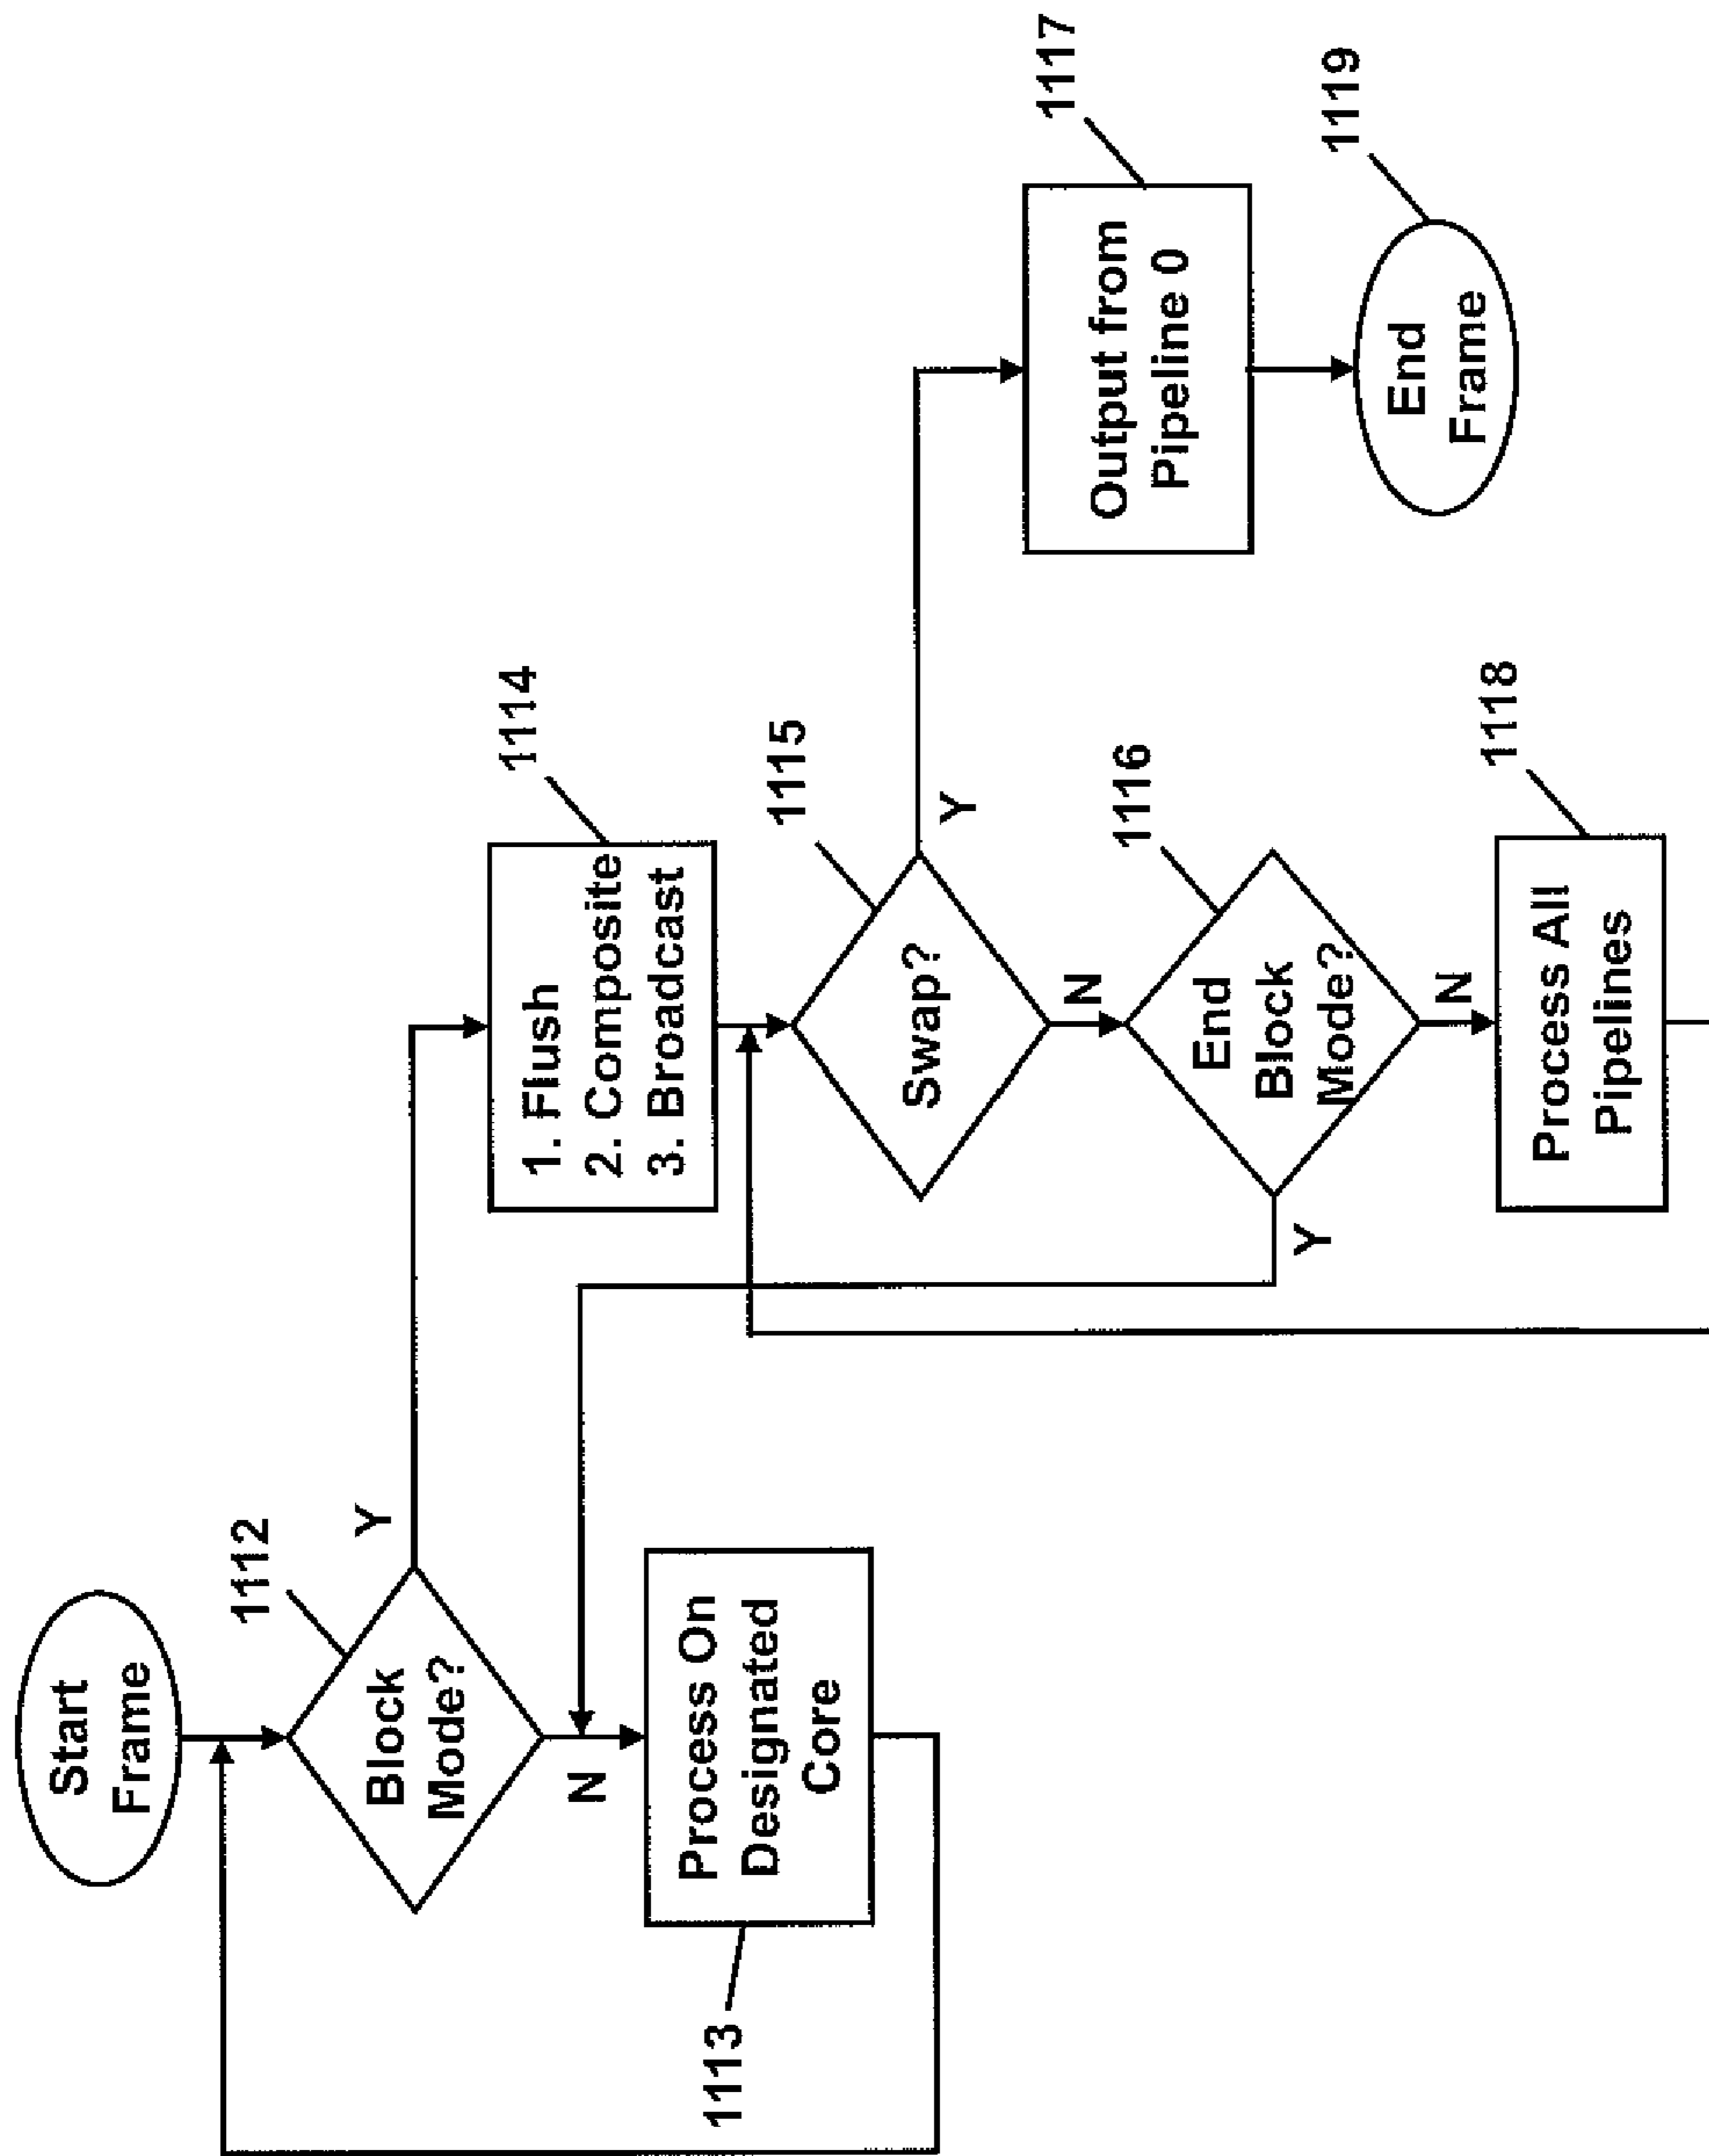 Start
Frame
1112
Block
Mode?
Y
N
Process On
Designated
Core
1113
1114
1. Flush
2. Composite
3. Broadcast
1115
Swap?
Y
N
1116
End
Block
Mode?
Y
N
1118
Process All
Pipelines
1117
Output from
Pipeline 0
1119
End
Frame